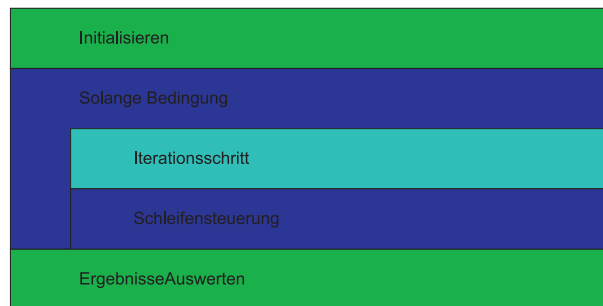 Initialisieren
Solange Bedingung
Iterationsschritt
Schleifensteuerung
ErgebnisseAuswerten